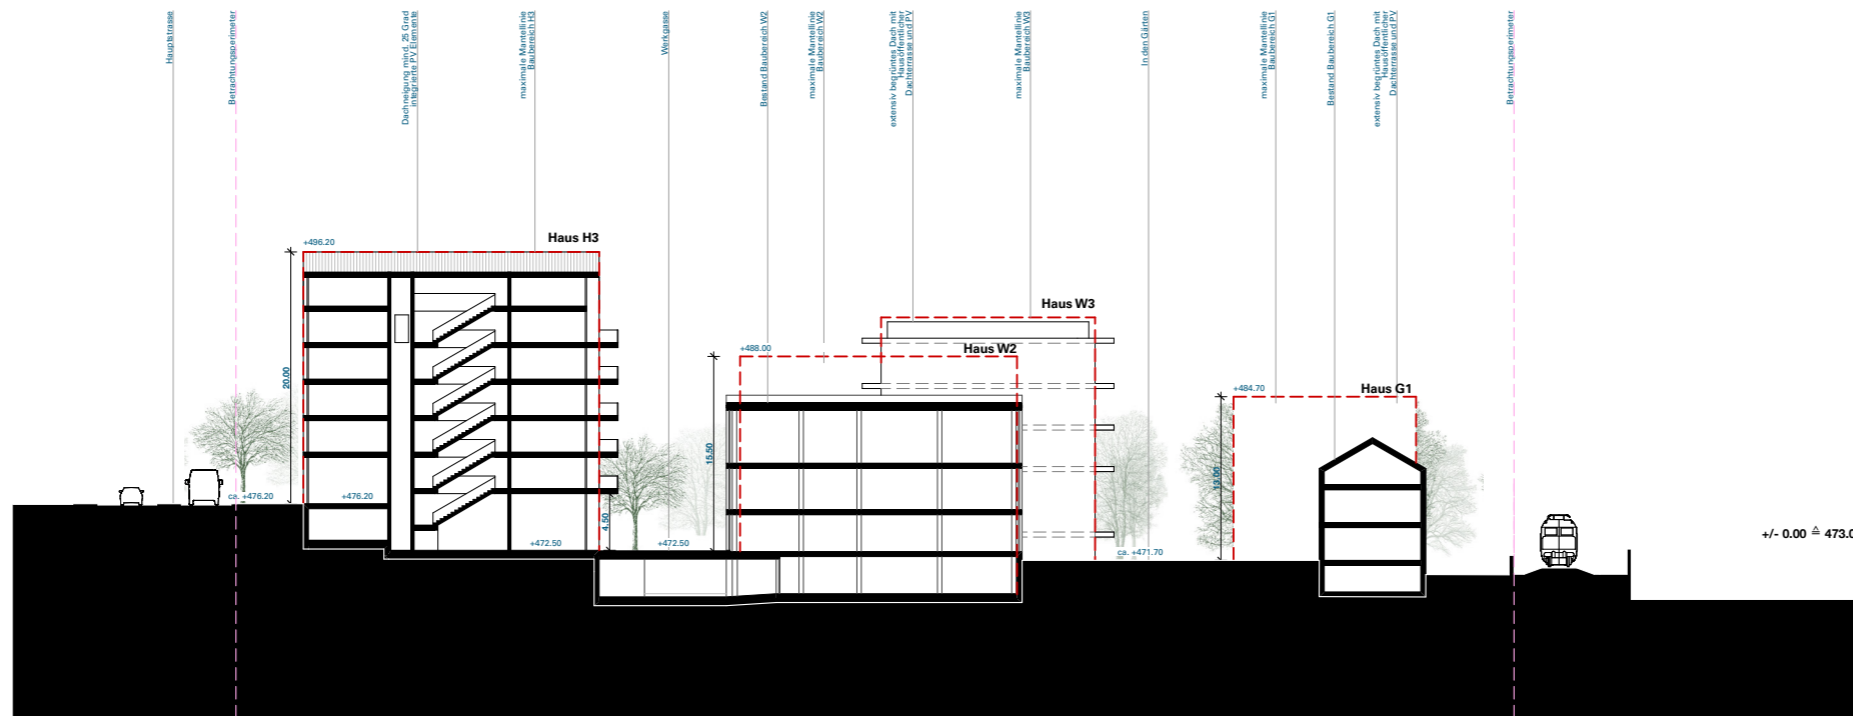 Hauptstrasse
Betrachtungsperimeter
Dachneigung mind. 25 Grad
integrierte PV Elemente
maximale Mantellinie
Baubereich H3
Werkgasse
Bestand Baubereich W2
maximale Mantellinie
Baubereich W2
extensiv begrüntes Dach mit
Hausöffentlicher
Dachterrasse und PV
maximale Mantellinie
Baubereich W3
In den Gärten
maximale Mantellinie
Baubereich G1
Bestand Baubereich G1
extensiv begrüntes Dach mit
Hausöffentlicher
Dachterrasse und PV
Betrachtungsperimeter
+496.20
Haus H3
Haus W3
+488.00
Haus W2
+484.70
Haus G1
20.00
15.50
13.00
ca. +476.20
+476.20
4.50
+472.50
+472.50
ca. +471.70
+/- 0.00 ≙ 473.0